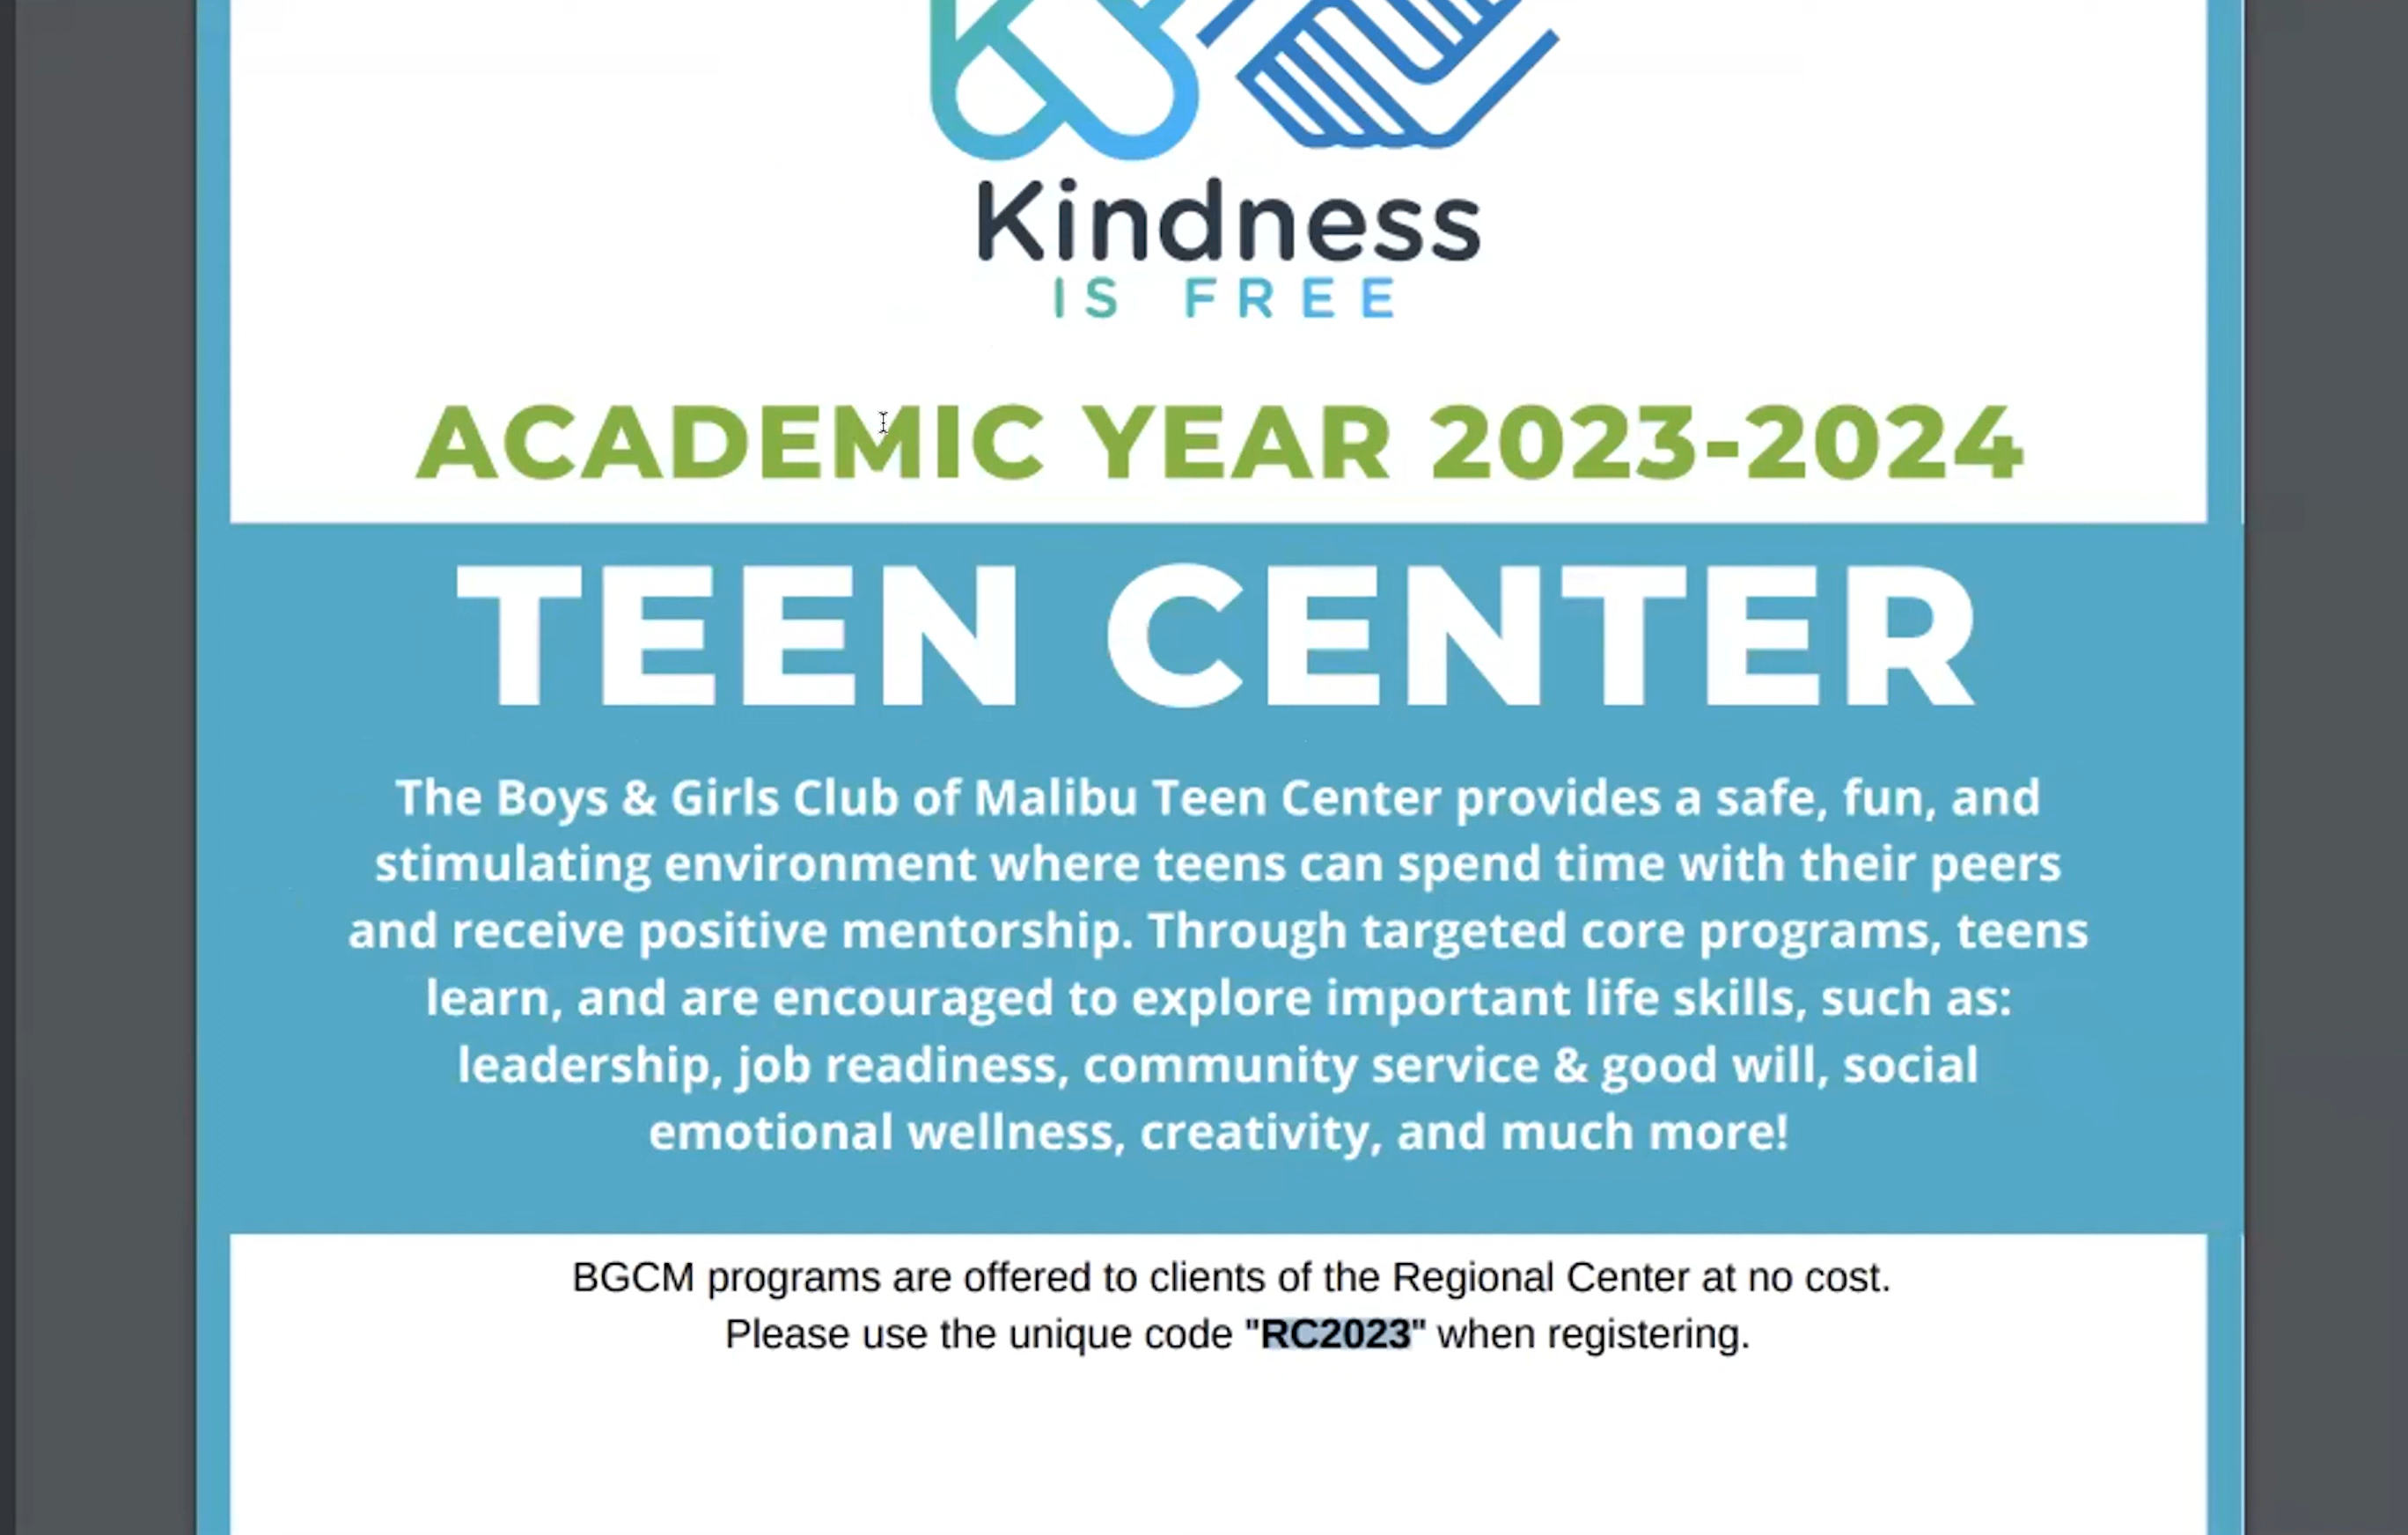 Kindness
IS FREE
ACADEMIC YEAR 2023-2024
TEEN CENTER
The Boys & Girls Club of Malibu Teen Center provides a safe, fun, and
stimulating environment where teens can spend time with their peers
and receive positive mentorship. Through targeted core programs, teens
learn, and are encouraged to explore important life skills, such as:
leadership, job readiness, community service & good will, social
emotional wellness, creativity, and much more!
BGCM programs are offered to clients of the Regional Center at no cost.
Please use the unique code "RC2023" when registering.